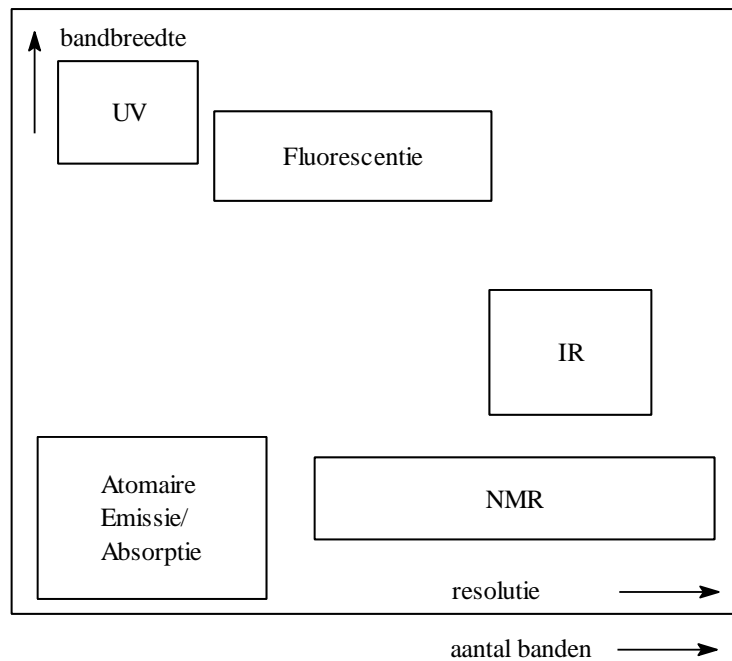 bandbreedte
UV
Fluorescentie
IR
Atomaire
Emissie/
Absorptie
NMR
resolutie
aantal banden